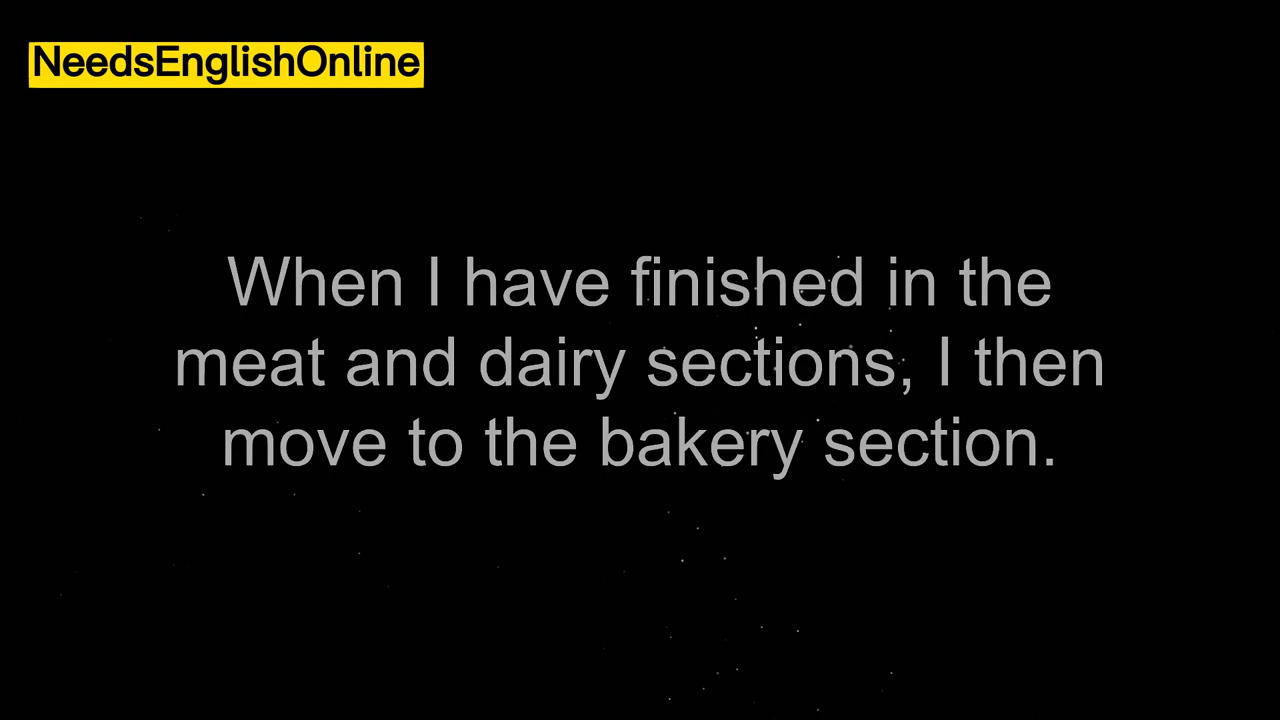 NeedsEnglishOnline
When I have finished in the
meat and dairy sections, I then
move to the bakery section.